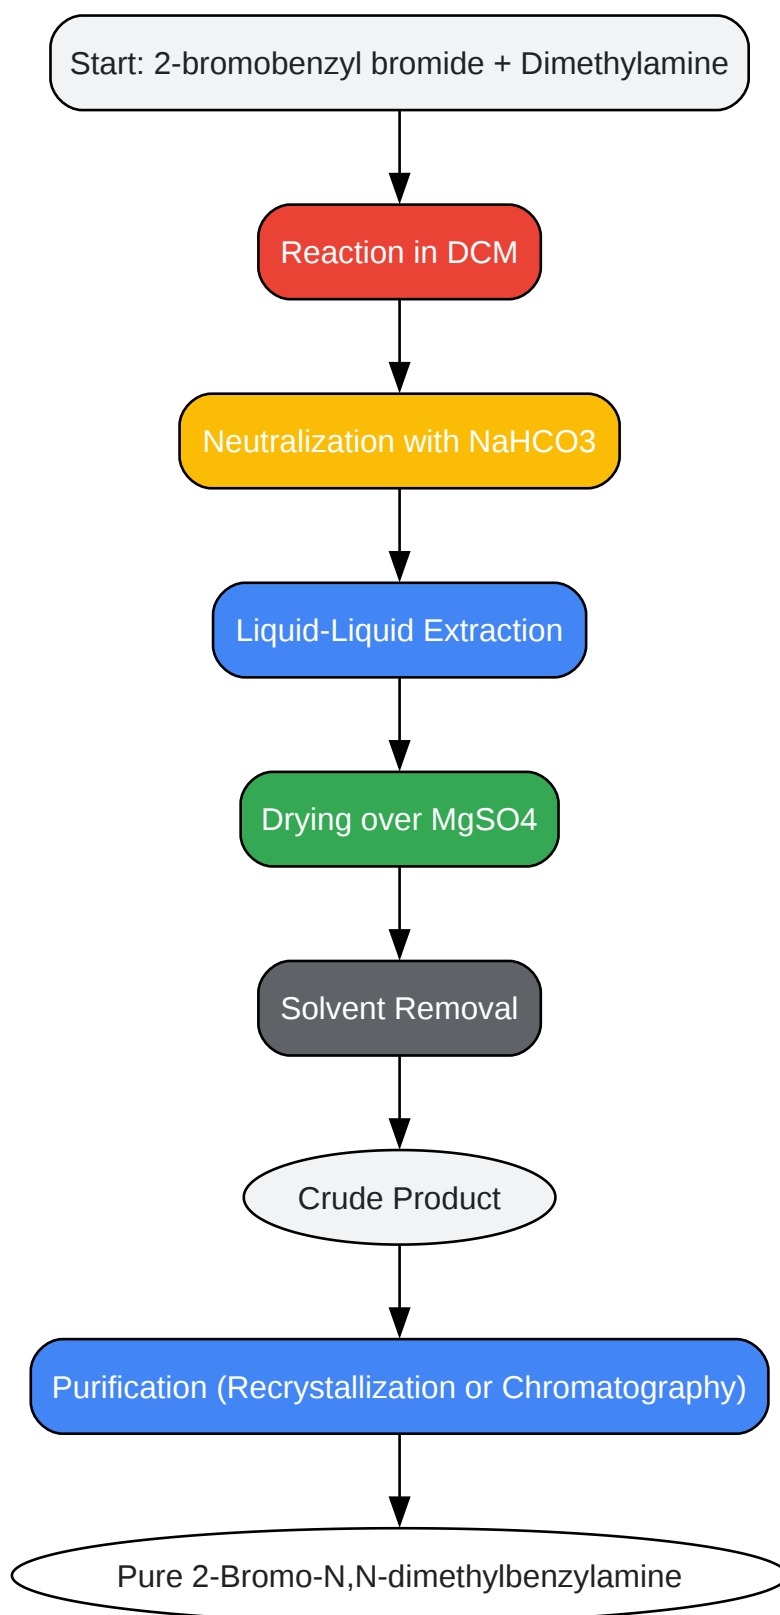 Start: 2-bromobenzyl bromide + Dimethylamine
Reaction in DCM
Neutralization with NaHCO3
Liquid-Liquid Extraction
Drying over MgSO4
Solvent Removal
Crude Product
Purification (Recrystallization or Chromatography)
Pure 2-Bromo-N,N-dimethylbenzylamine